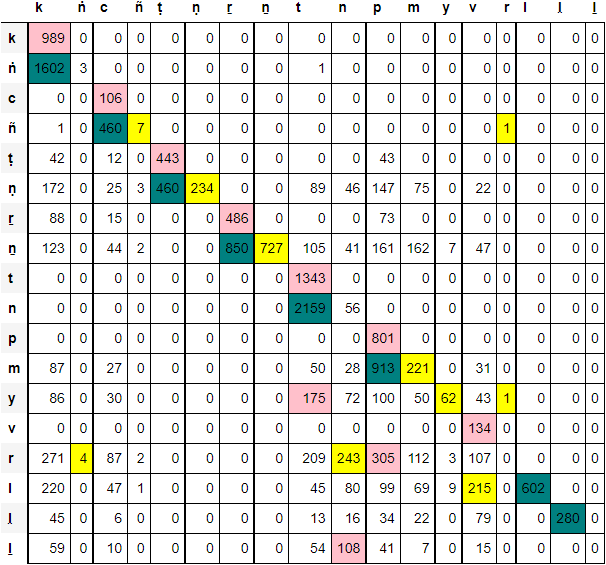 k ṅ c ñ ṭ ṇ ṟ ṉ t n p m y v r l ḷ ḻ
k 989 0 0 0 0 0 0 0 0 0 0 0 0 0 0 0 0 0
ṅ 1602 3 0 0 0 0 0 0 1 0 0 0 0 0 0 0 0 0
c 0 0 106 0 0 0 0 0 0 0 0 0 0 0 0 0 0 0
ñ 1 0 460 7 0 0 0 0 0 0 0 0 0 0 1 0 0 0
ṭ 42 0 12 0 443 0 0 0 0 0 43 0 0 0 0 0 0 0
ṇ 172 0 25 3 460 234 0 0 89 46 147 75 0 22 0 0 0 0
ṟ 88 0 15 0 0 0 486 0 0 0 73 0 0 0 0 0 0 0
ṉ 123 0 44 2 0 0 850 727 105 41 161 162 7 47 0 0 0 0
t 0 0 0 0 0 0 0 0 1343 0 0 0 0 0 0 0 0 0
n 0 0 0 0 0 0 0 0 2159 56 0 0 0 0 0 0 0 0
p 0 0 0 0 0 0 0 0 0 0 801 0 0 0 0 0 0 0
m 87 0 27 0 0 0 0 0 50 28 913 221 0 31 0 0 0 0
y 86 0 30 0 0 0 0 0 175 72 100 50 62 43 1 0 0 0
v 0 0 0 0 0 0 0 0 0 0 0 0 0 134 0 0 0 0
r 271 4 87 2 0 0 0 0 209 243 305 112 3 107 0 0 0 0
l 220 0 47 1 0 0 0 0 45 80 99 69 9 215 0 602 0 0
ḷ 45 0 6 0 0 0 0 0 13 16 34 22 0 79 0 0 280 0
ḻ 59 0 10 0 0 0 0 0 54 108 41 7 0 15 0 0 0 0